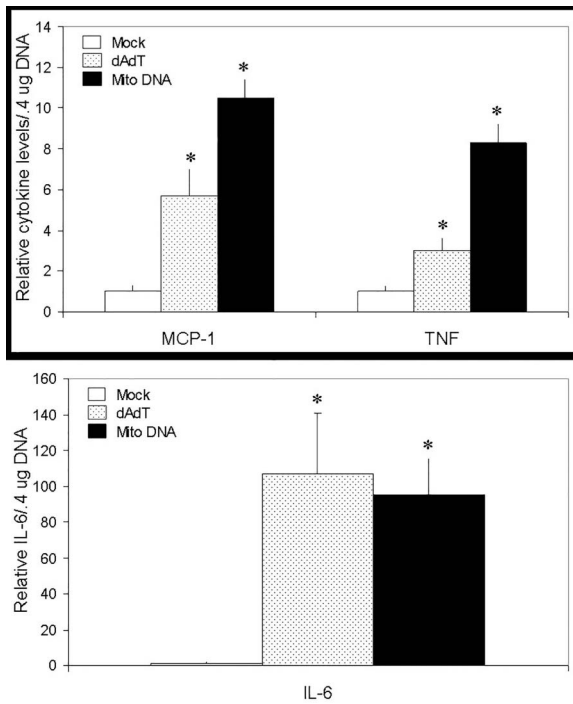 Relative cytokine levels/.4 ug DNA
14
12
10
8
6
4
2
0
Mock
dAdT
Mito DNA
*
*
*
*
MCP-1
TNF
Relative IL-6/.4 ug DNA
160
140
120
100
80
60
40
20
0
Mock
dAdT
Mito DNA
*
*
IL-6